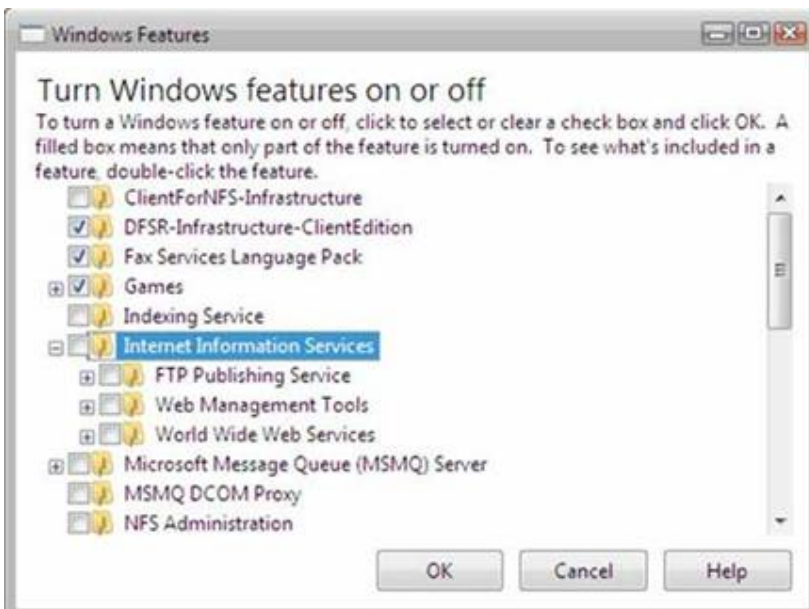 Windows Features
Turn Windows features on or off
To turn a Windows feature on or off, click to select or clear a check box and click OK. A
filled box means that only part of the feature is turned on. To see what's included in a
feature, double-click the feature.
ClientForNFS-Infrastructure
DFSR-Infrastructure-ClientEdition
Fax Services Language Pack
Games
Indexing Service
Internet Information Services
FTP Publishing Service
Web Management Tools
World Wide Web Services
Microsoft Message Queue (MSMQ) Server
MSMQ DCOM Proxy
NFS Administration
OK Cancel Help